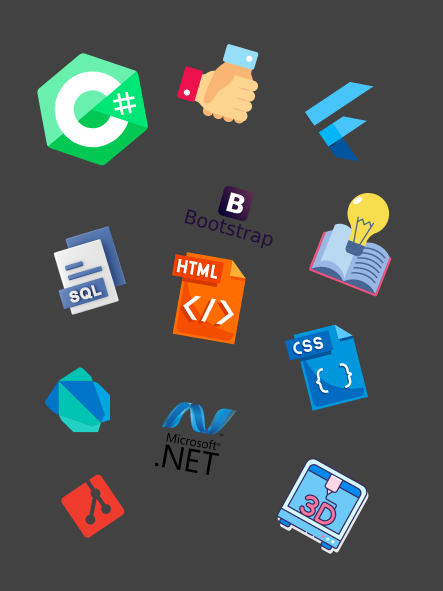 C#
B
Bootstrap
SQL
HTML
</>
CSS
{ }
Microsoft®
.NET
3D